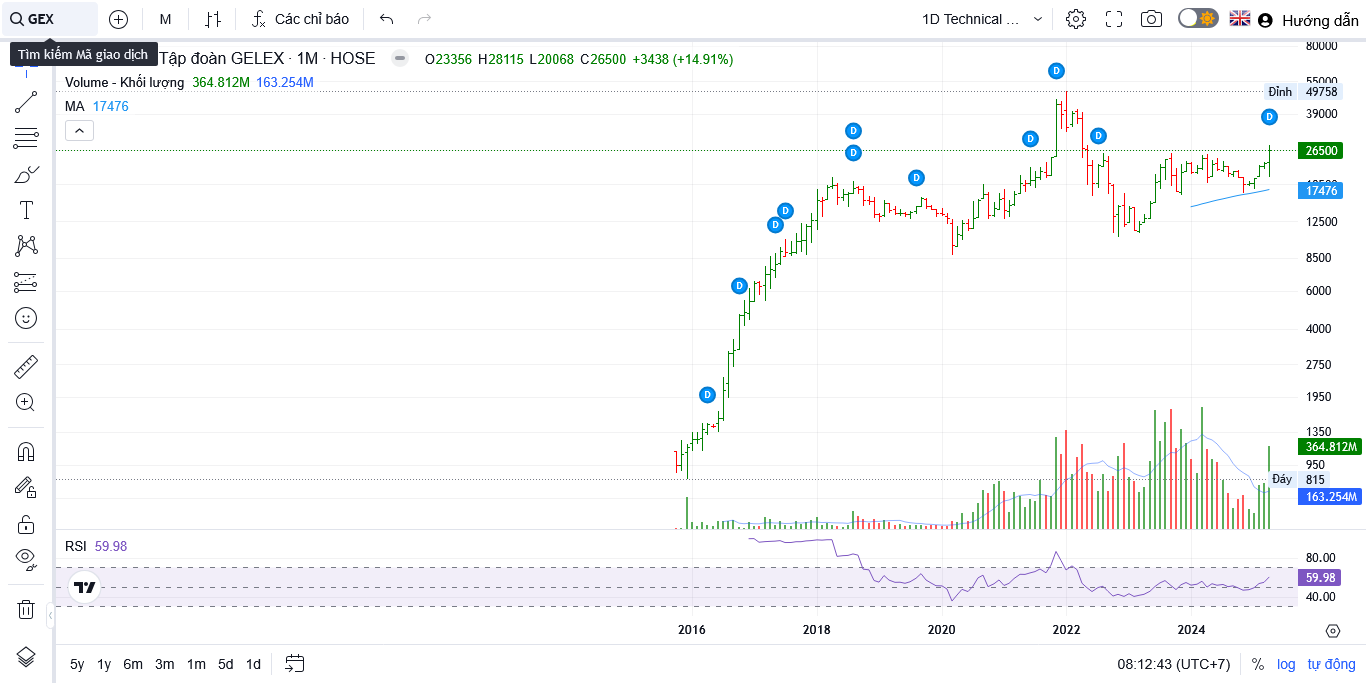 GEX
M
Các chỉ báo
1D Technical ...
Hướng dẫn
Tìm kiếm Mã giao dịch
Tập đoàn GELEX · 1M · HOSE
O23356 H28115 L20068 C26500 +3438 (+14.91%)
Volume - Khối lượng 364.812M 163.254M
MA 17476
80000
55000
Đỉnh 49758
39000
26500
17476
12500
8500
6000
4000
2750
1950
1350
364.812M
950
Đáy 815
163.254M
D
D
D
D
D
D
D
D
D
D
D
RSI 59.98
80.00
59.98
40.00
2016 2018 2020 2022 2024
5y 1y 6m 3m 1m 5d 1d
08:12:43 (UTC+7) % log tự động